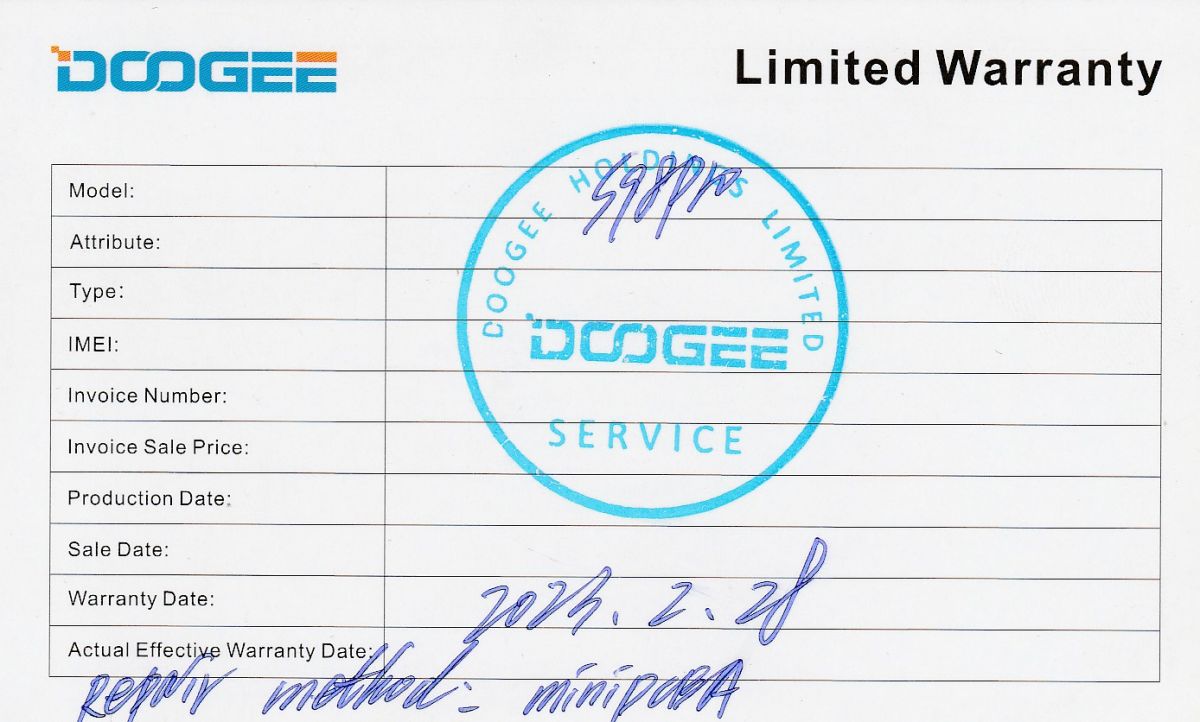 DOOGEE
Limited Warranty
Model: S98pro
Attribute:
Type:
IMEI:
Invoice Number:
Invoice Sale Price:
Production Date:
Sale Date:
Warranty Date: 2023.2.28
Actual Effective Warranty Date:
Repair method: minipcBA
DOOGEE HOLDINGS LIMITED
DOOGEE
SERVICE